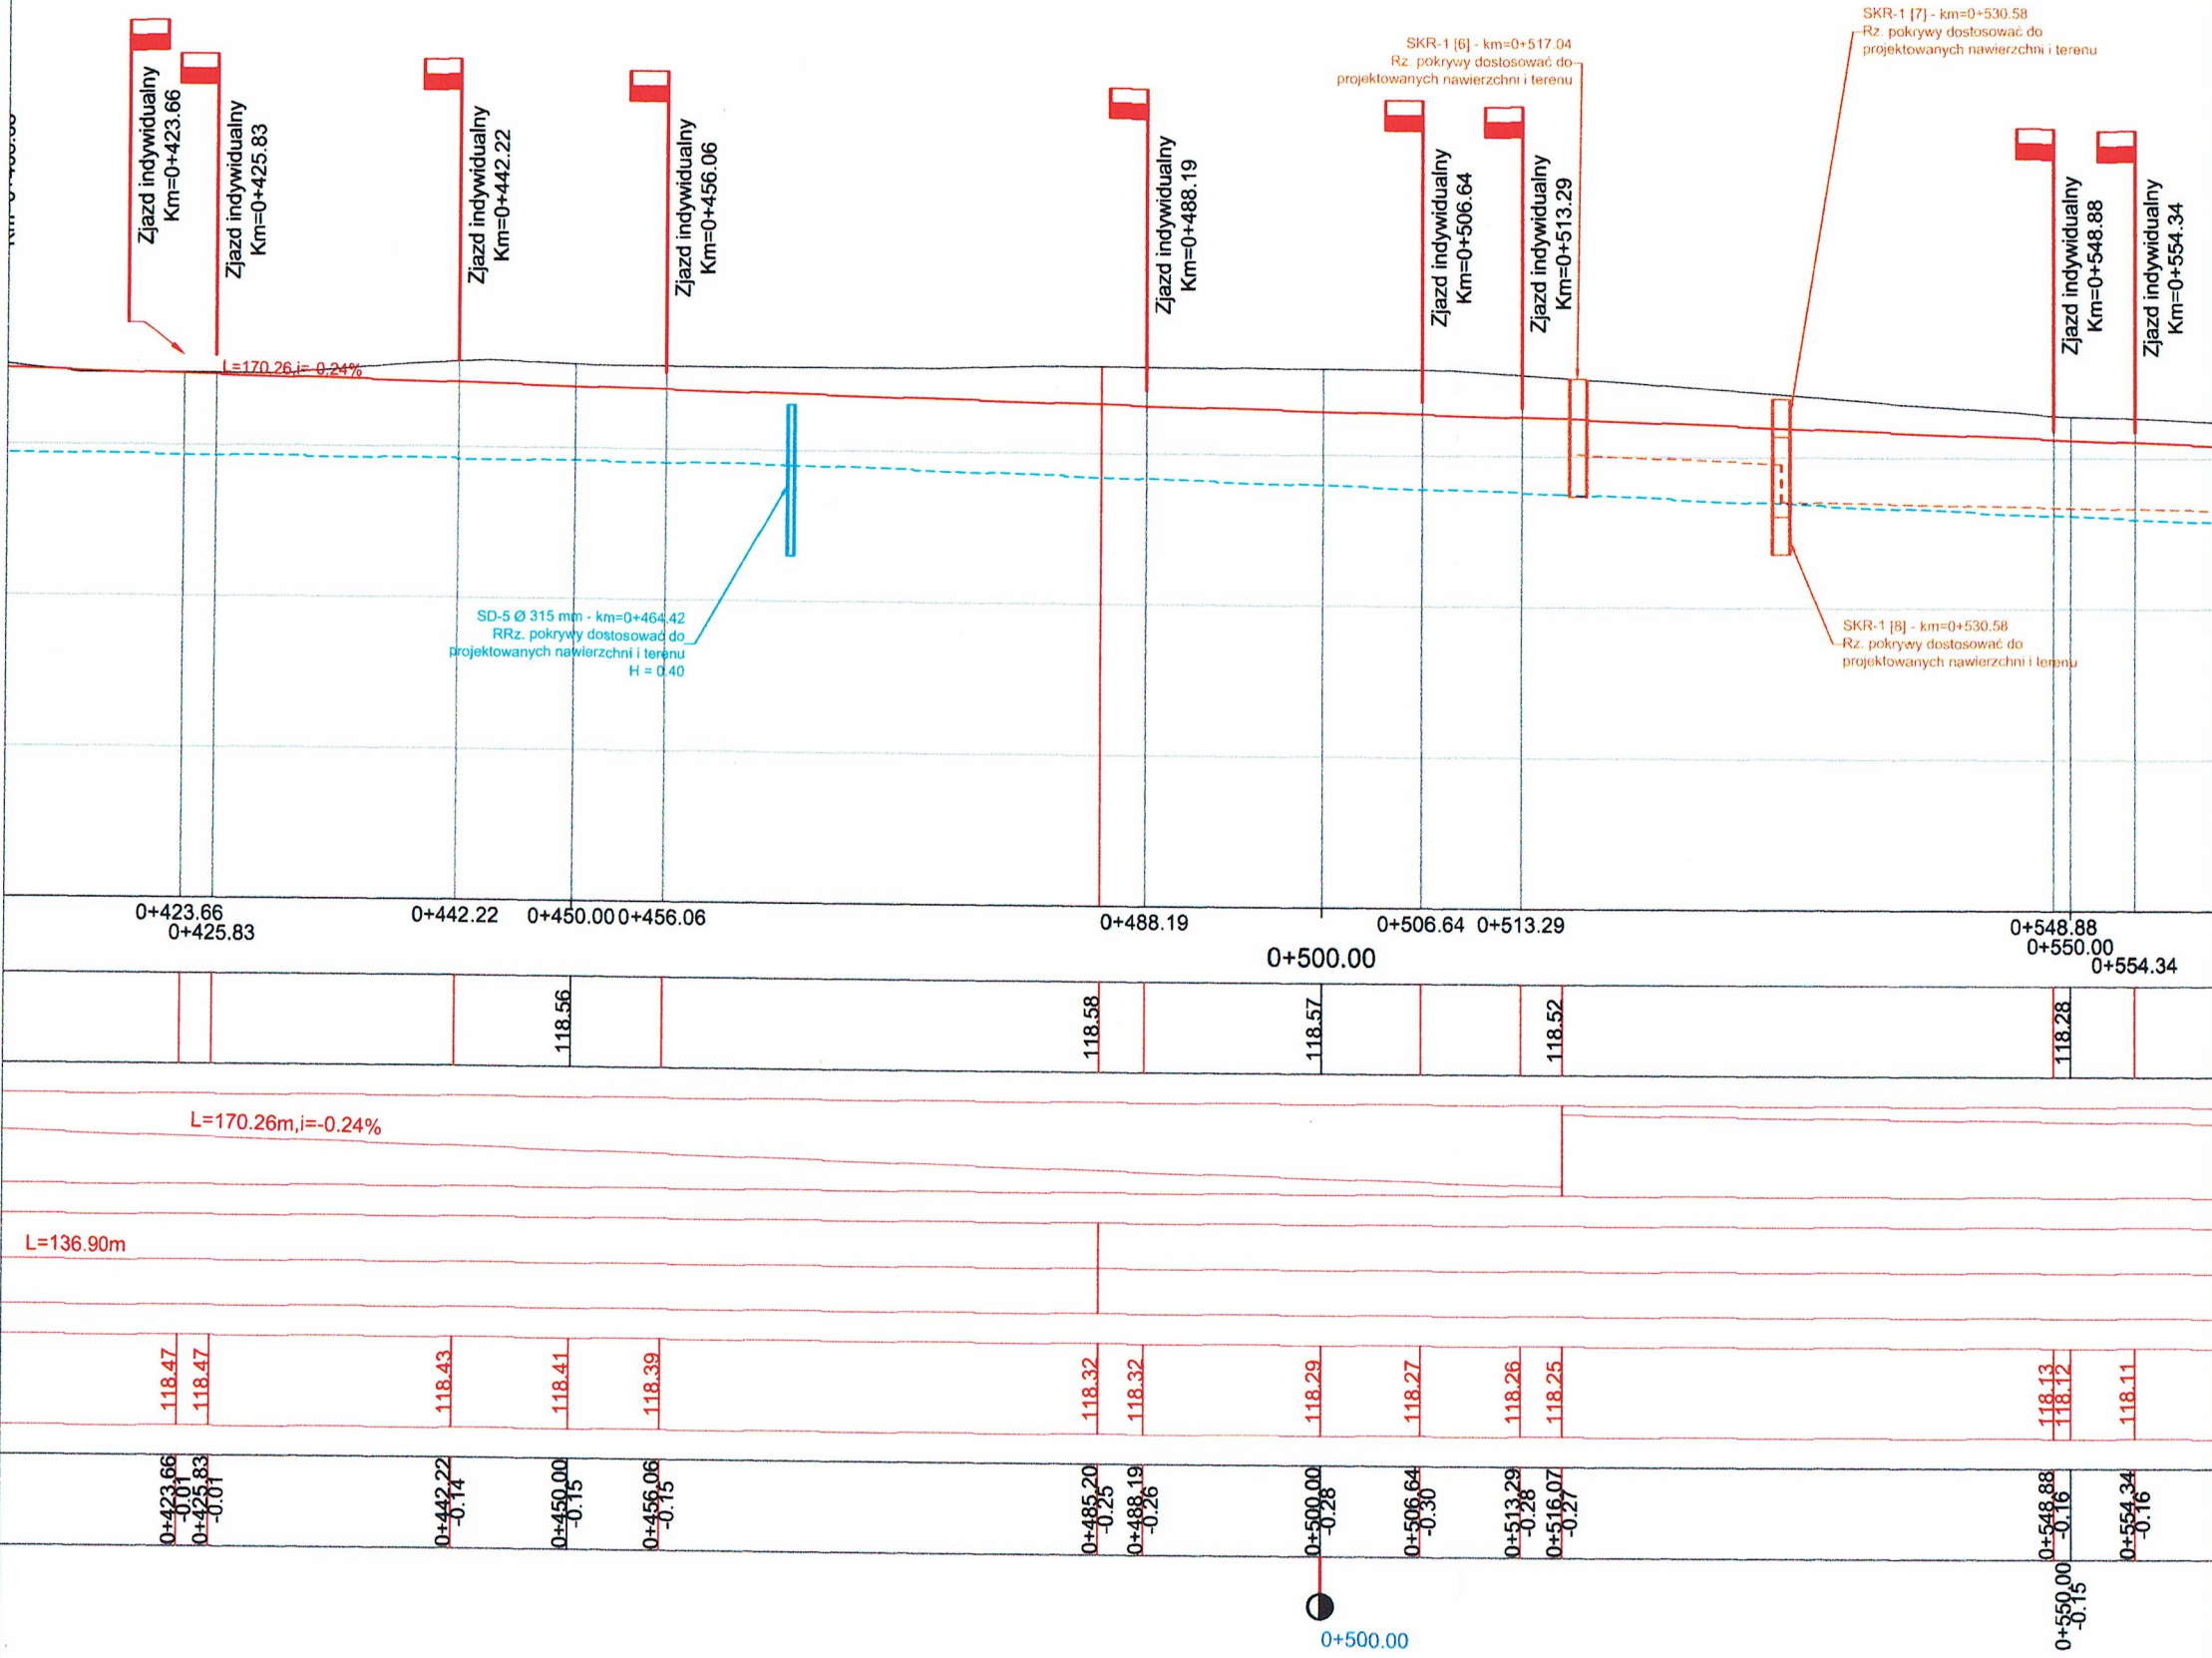 Zjazd indywidualny
Km=0+423.66
Zjazd indywidualny
Km=0+425.83
Zjazd indywidualny
Km=0+442.22
Zjazd indywidualny
Km=0+456.06
Zjazd indywidualny
Km=0+488.19
Zjazd indywidualny
Km=0+506.64
Zjazd indywidualny
Km=0+513.29
SKR-1 [6] - km=0+517.04
Rz. pokrywy dostosować do
projektowanych nawierzchni i terenu
SKR-1 [7] - km=0+530.58
Rz. pokrywy dostosować do
projektowanych nawierzchni i terenu
Zjazd indywidualny
Km=0+548.88
Zjazd indywidualny
Km=0+554.34
L=170.26,i=-0.24%
SD-5 Ø 315 mm - km=0+464.42
RRz. pokrywy dostosować do
projektowanych nawierzchni i terenu
H = 0.40
SKR-1 [8] - km=0+530.58
Rz. pokrywy dostosować do
projektowanych nawierzchni i terenu
0+423.66
0+425.83
0+442.22
0+450.00
0+456.06
0+488.19
0+500.00
0+506.64
0+513.29
0+548.88
0+550.00
0+554.34
118.56
118.58
118.57
118.52
118.28
L=170.26m,i=-0.24%
L=136.90m
118.47
118.47
118.43
118.41
118.39
118.32
118.32
118.29
118.27
118.26
118.25
118.13
118.12
118.11
0+423.66
-0.01
0+425.83
-0.01
0+442.22
-0.14
0+450.00
-0.15
0+456.06
-0.15
0+485.20
-0.25
0+488.19
-0.26
0+500.00
-0.28
0+506.64
-0.30
0+513.29
-0.28
0+516.07
-0.27
0+548.88
-0.16
0+550.00
-0.15
0+554.34
-0.16
0+500.00